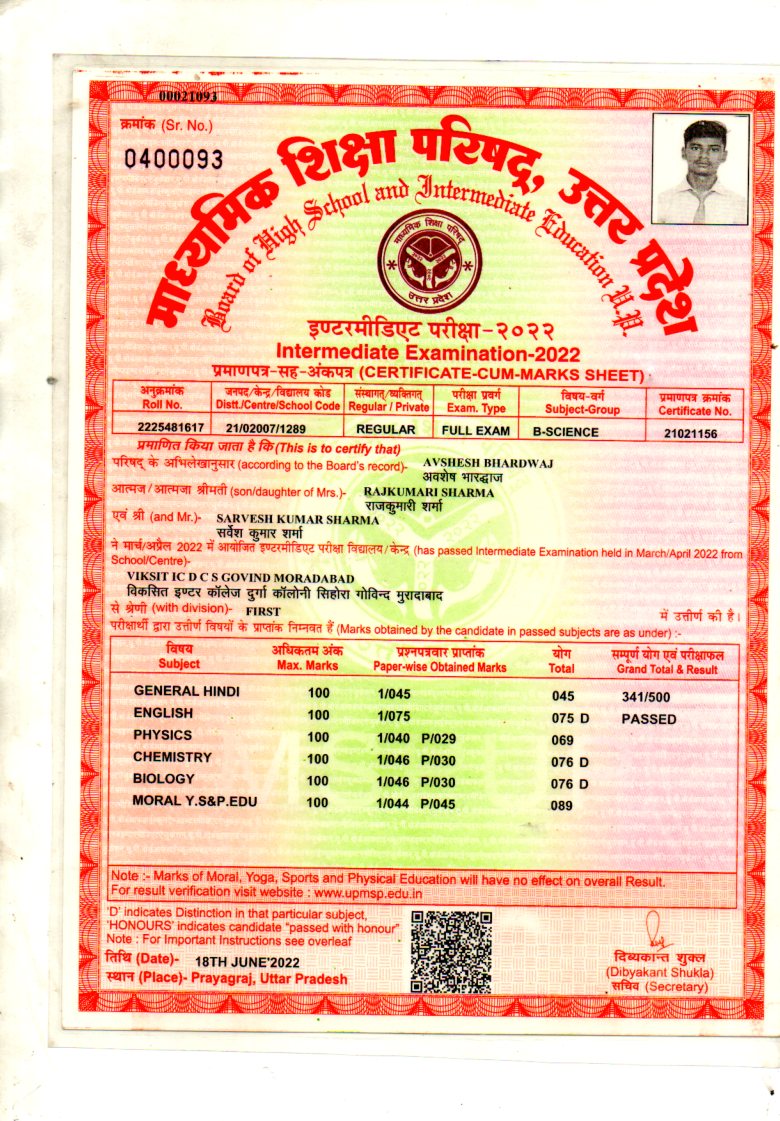 00021093
क्रमांक (Sr. No.)
0400093
माध्यमिक शिक्षा परिषद्, उत्तर प्रदेश
Board of High School and Intermediate Education U.P.
माध्यमिक शिक्षा परिषद्
उत्तर प्रदेश
इण्टरमीडिएट परीक्षा-२०२२
Intermediate Examination-2022
प्रमाणपत्र-सह-अंकपत्र (CERTIFICATE-CUM-MARKS SHEET)
अनुक्रमांक जनपद/केन्द्र/विद्यालय कोड संस्थागत/व्यक्तिगत् परीक्षा प्रवर्ग विषय-वर्ग प्रमाणपत्र क्रमांक
Roll No. Distt./Centre/School Code Regular / Private Exam. Type Subject-Group Certificate No.
2225481617 21/02007/1289 REGULAR FULL EXAM B-SCIENCE 21021156
प्रमाणित किया जाता है कि (This is to certify that)
परिषद् के अभिलेखानुसार (according to the Board's record)- AVSHESH BHARDWAJ
अवशेष भारद्वाज
आत्मज/आत्मजा श्रीमती (son/daughter of Mrs.)- RAJKUMARI SHARMA
राजकुमारी शर्मा
एवं श्री (and Mr.)- SARVESH KUMAR SHARMA
सर्वेश कुमार शर्मा
ने मार्च/अप्रैल 2022 में आयोजित इण्टरमीडिएट परीक्षा विद्यालय/केन्द्र (has passed Intermediate Examination held in March/April 2022 from
School/Centre)-
VIKSIT IC D C S GOVIND MORADABAD
विकसित इण्टर कॉलेज दुर्गा कॉलोनी सिहोरा गोविन्द मुरादाबाद
से श्रेणी (with division)- FIRST में उत्तीर्ण की है।
परीक्षार्थी द्वारा उत्तीर्ण विषयों के प्राप्तांक निम्नवत हैं (Marks obtained by the candidate in passed subjects are as under) :-
विषय अधिकतम अंक प्रश्नपत्रवार प्राप्तांक योग सम्पूर्ण योग एवं परीक्षाफल
Subject Max. Marks Paper-wise Obtained Marks Total Grand Total & Result
GENERAL HINDI 100 1/045 045 341/500
ENGLISH 100 1/075 075 D PASSED
PHYSICS 100 1/040 P/029 069
CHEMISTRY 100 1/046 P/030 076 D
BIOLOGY 100 1/046 P/030 076 D
MORAL Y.S&P.EDU 100 1/044 P/045 089
Note :- Marks of Moral, Yoga, Sports and Physical Education will have no effect on overall Result.
For result verification visit website : www.upmsp.edu.in
'D' indicates Distinction in that particular subject,
'HONOURS' indicates candidate "passed with honour"
Note : For Important Instructions see overleaf
तिथि (Date)- 18TH JUNE'2022
स्थान (Place)- Prayagraj, Uttar Pradesh
दिव्यकान्त शुक्ल
(Dibyakant Shukla)
सचिव (Secretary)